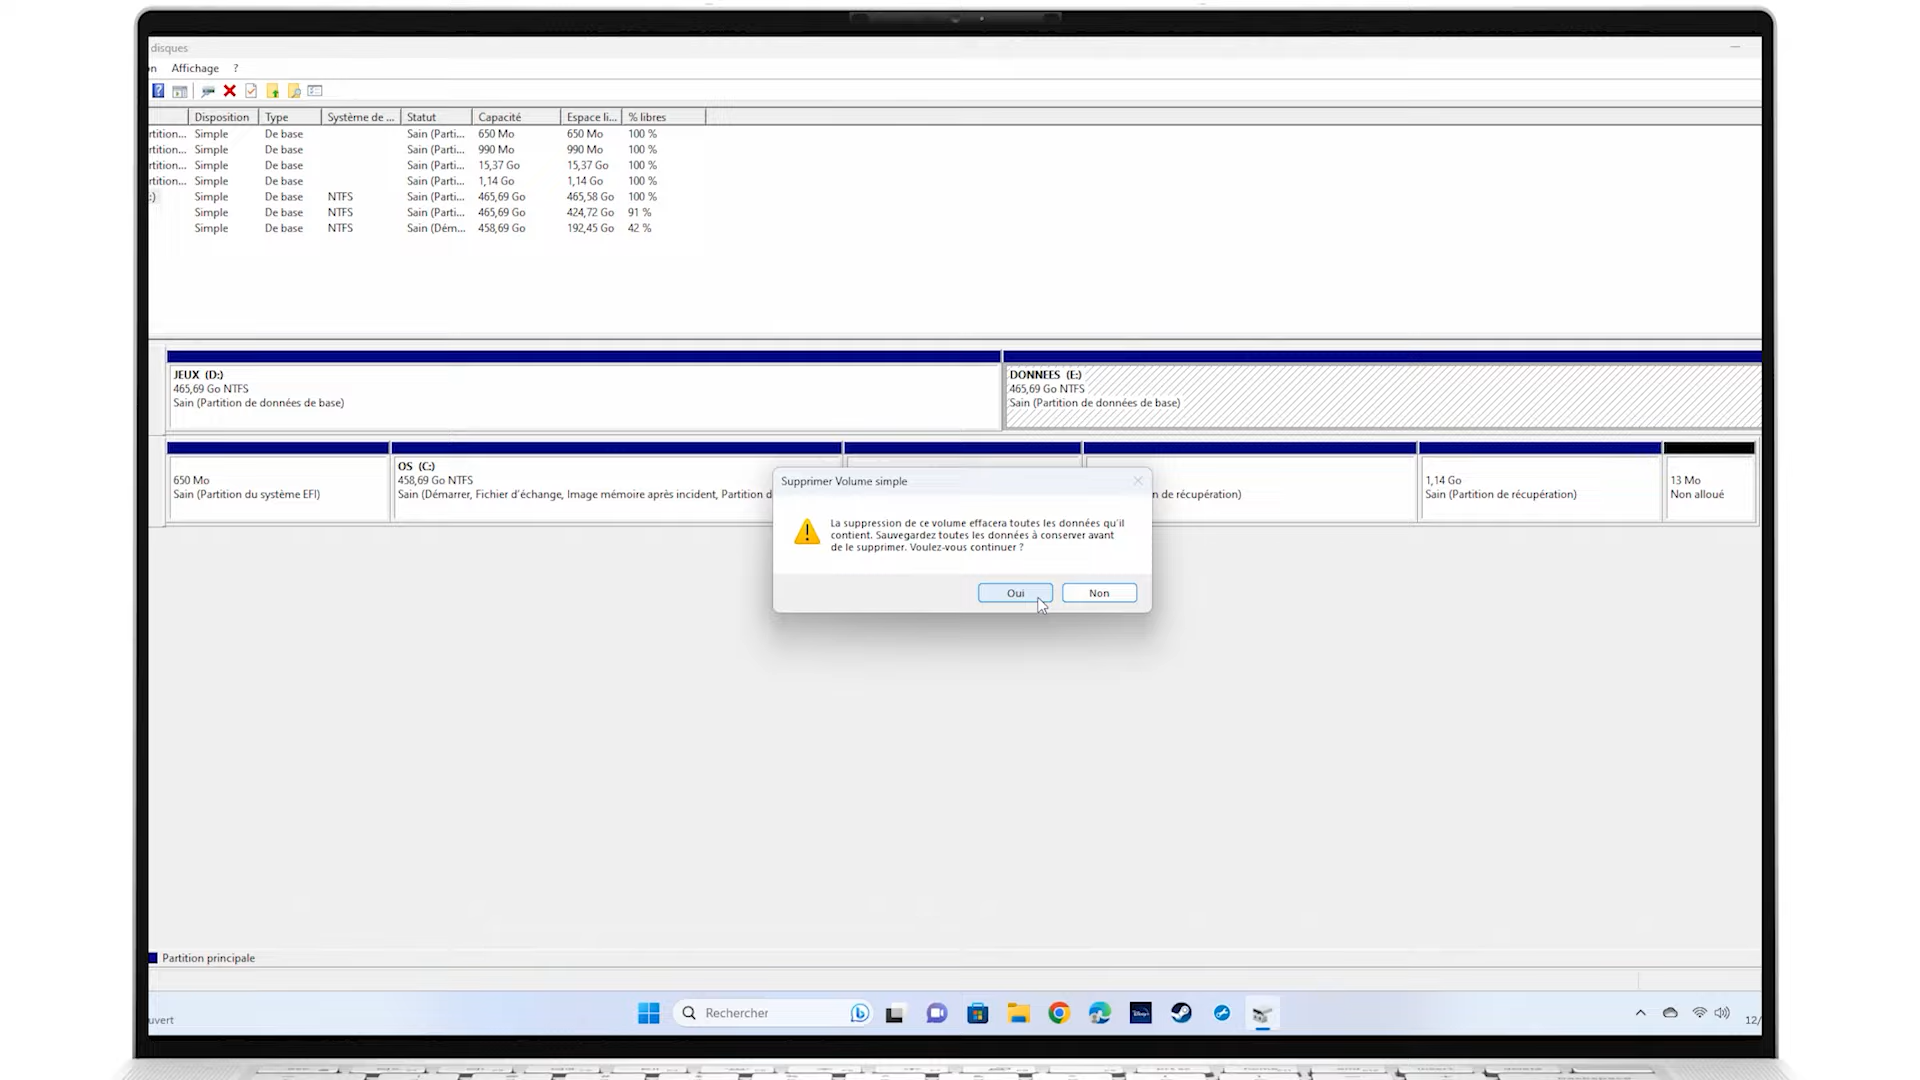 disques
on Affichage ?
Disposition Type Système de ... Statut Capacité Espace li... % libres
rtition... Simple De base Sain (Parti... 650 Mo 650 Mo 100 %
rtition... Simple De base Sain (Parti... 990 Mo 990 Mo 100 %
rtition... Simple De base Sain (Parti... 15,37 Go 15,37 Go 100 %
rtition... Simple De base Sain (Parti... 1,14 Go 1,14 Go 100 %
:) Simple De base NTFS Sain (Parti... 465,69 Go 465,58 Go 100 %
Simple De base NTFS Sain (Parti... 465,69 Go 424,72 Go 91 %
Simple De base NTFS Sain (Dém... 458,69 Go 192,45 Go 42 %
JEUX (D:)
465,69 Go NTFS
Sain (Partition de données de base)
DONNEES (E:)
465,69 Go NTFS
Sain (Partition de données de base)
650 Mo
Sain (Partition du système EFI)
OS (C:)
458,69 Go NTFS
Sain (Démarrer, Fichier d'échange, Image mémoire après incident, Partition d
n de récupération)
1,14 Go
Sain (Partition de récupération)
13 Mo
Non alloué
Supprimer Volume simple
La suppression de ce volume effacera toutes les données qu'il
contient. Sauvegardez toutes les données à conserver avant
de le supprimer. Voulez-vous continuer ?
Oui Non
Partition principale
uvert
Rechercher
12/